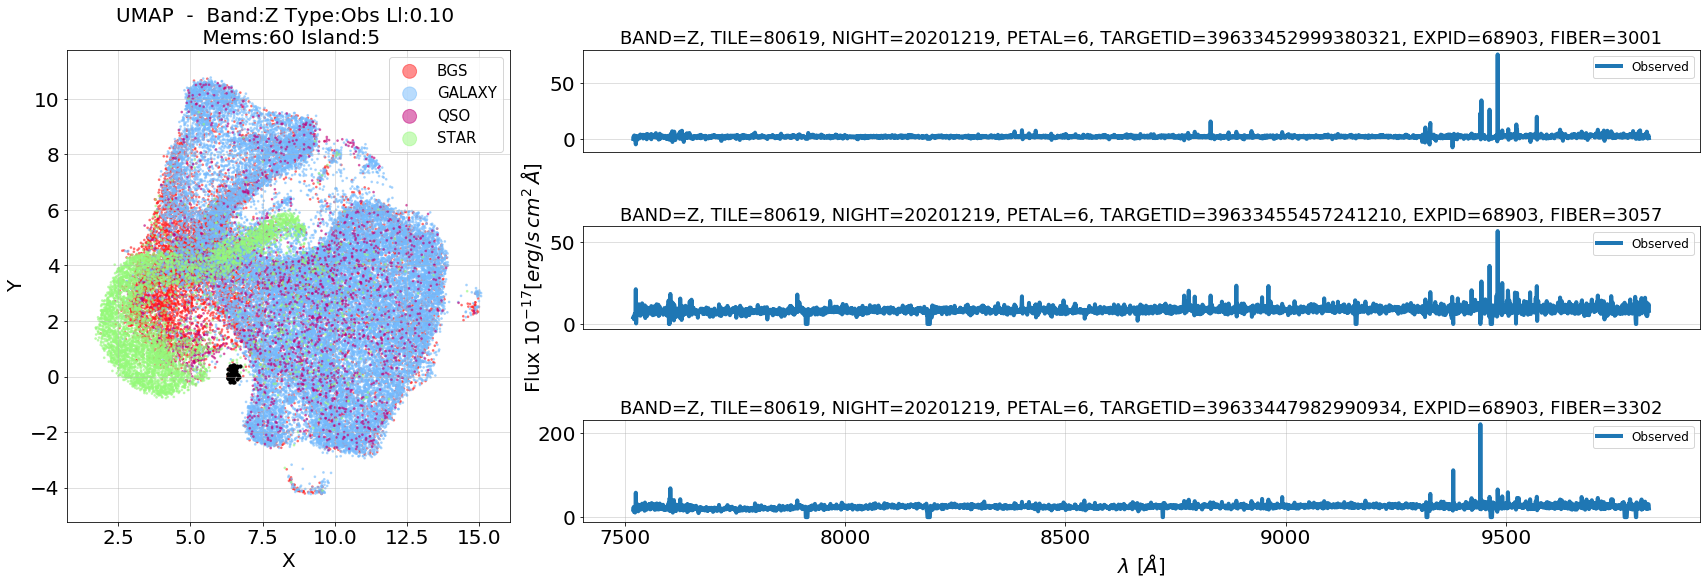 UMAP - Band:Z Type:Obs Ll:0.10
Mems:60 Island:5
BGS
GALAXY
QSO
STAR
10
8
6
4
2
0
−2
−4
Y
2.5 5.0 7.5 10.0 12.5 15.0
X
BAND=Z, TILE=80619, NIGHT=20201219, PETAL=6, TARGETID=39633452999380321, EXPID=68903, FIBER=3001
Observed
50
0
BAND=Z, TILE=80619, NIGHT=20201219, PETAL=6, TARGETID=39633455457241210, EXPID=68903, FIBER=3057
Observed
50
0
Flux 10⁻¹⁷[erg/s cm² Å]
BAND=Z, TILE=80619, NIGHT=20201219, PETAL=6, TARGETID=39633447982990934, EXPID=68903, FIBER=3302
Observed
200
0
7500 8000 8500 9000 9500
λ [Å]